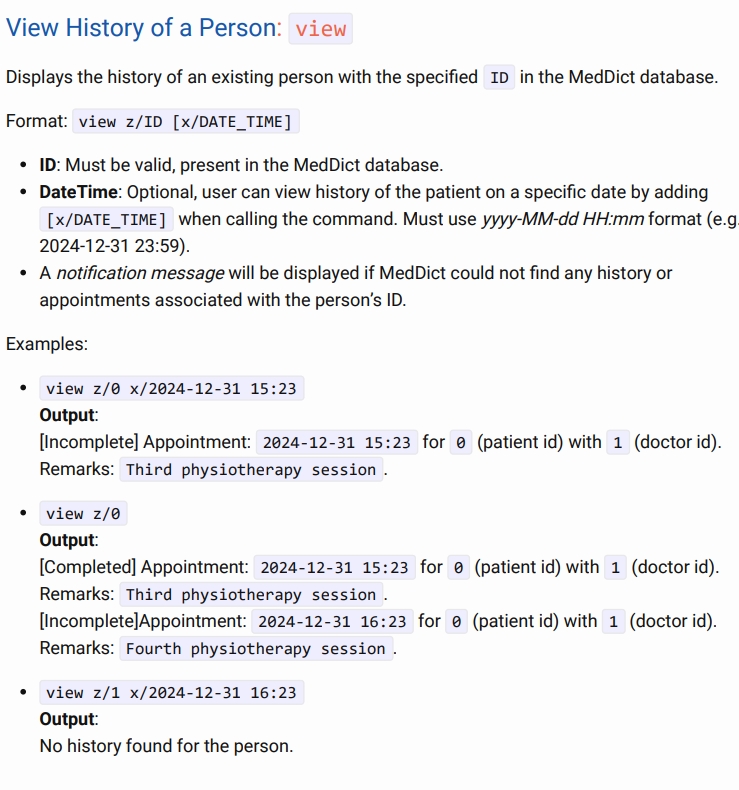 View History of a Person: view
Displays the history of an existing person with the specified ID in the MedDict database.
Format: view z/ID [x/DATE_TIME]
• ID: Must be valid, present in the MedDict database.
• DateTime: Optional, user can view history of the patient on a specific date by adding
[x/DATE_TIME] when calling the command. Must use yyyy-MM-dd HH:mm format (e.g.
2024-12-31 23:59).
• A notification message will be displayed if MedDict could not find any history or
appointments associated with the person’s ID.
Examples:
• view z/0 x/2024-12-31 15:23
Output:
[Incomplete] Appointment: 2024-12-31 15:23 for 0 (patient id) with 1 (doctor id).
Remarks: Third physiotherapy session.
• view z/0
Output:
[Completed] Appointment: 2024-12-31 15:23 for 0 (patient id) with 1 (doctor id).
Remarks: Third physiotherapy session.
[Incomplete]Appointment: 2024-12-31 16:23 for 0 (patient id) with 1 (doctor id).
Remarks: Fourth physiotherapy session.
• view z/1 x/2024-12-31 16:23
Output:
No history found for the person.